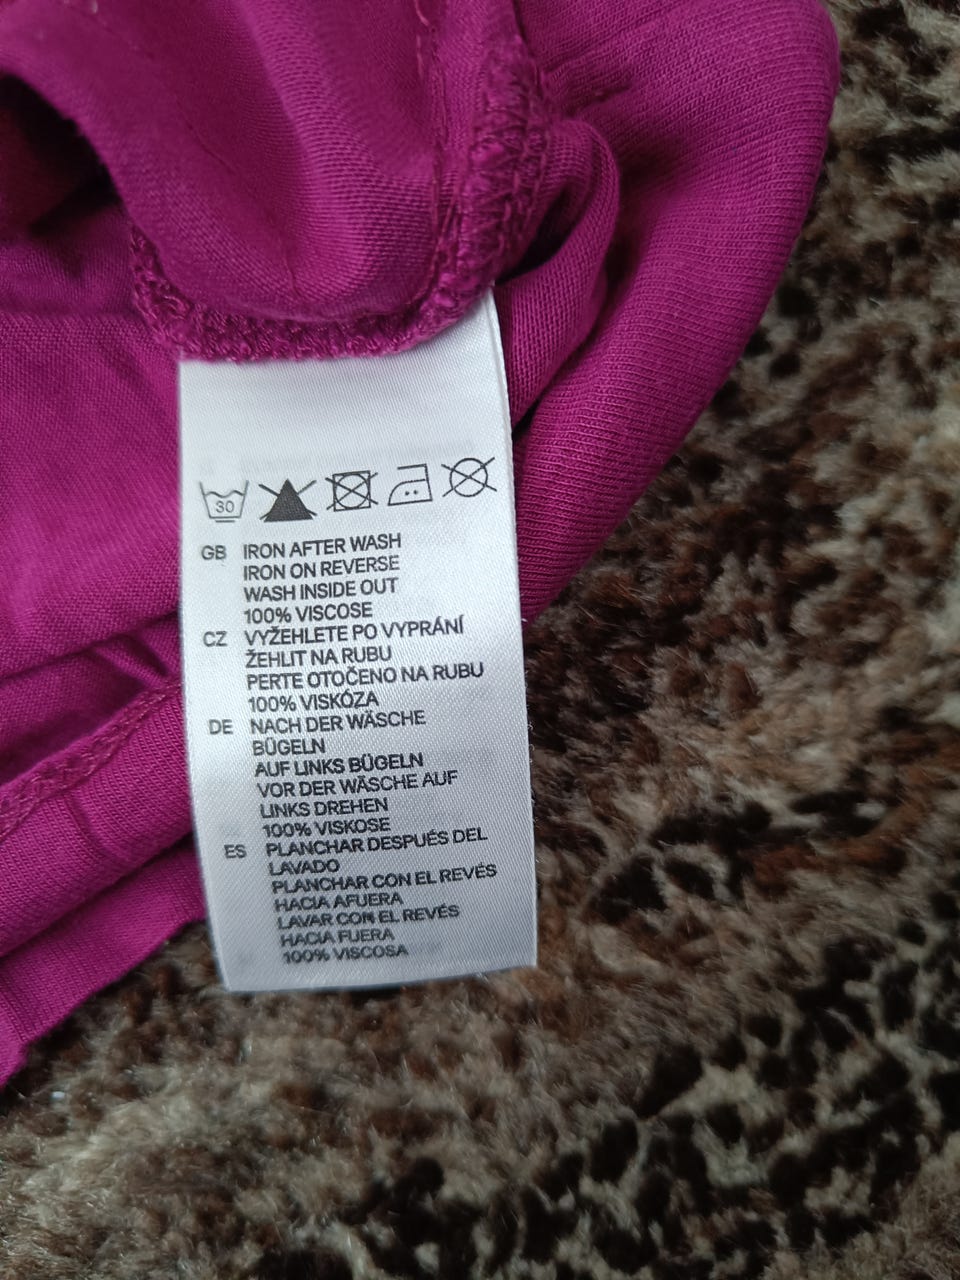 30
GB IRON AFTER WASH
IRON ON REVERSE
WASH INSIDE OUT
100% VISCOSE
CZ VYŽEHLETE PO VYPRÁNÍ
ŽEHLIT NA RUBU
PERTE OTOČENO NA RUBU
100% VISKÓZA
DE NACH DER WÄSCHE
BÜGELN
AUF LINKS BÜGELN
VOR DER WÄSCHE AUF
LINKS DREHEN
100% VISKOSE
ES PLANCHAR DESPUÉS DEL
LAVADO
PLANCHAR CON EL REVÉS
HACIA AFUERA
LAVAR CON EL REVÉS
HACIA FUERA
100% VISCOSA